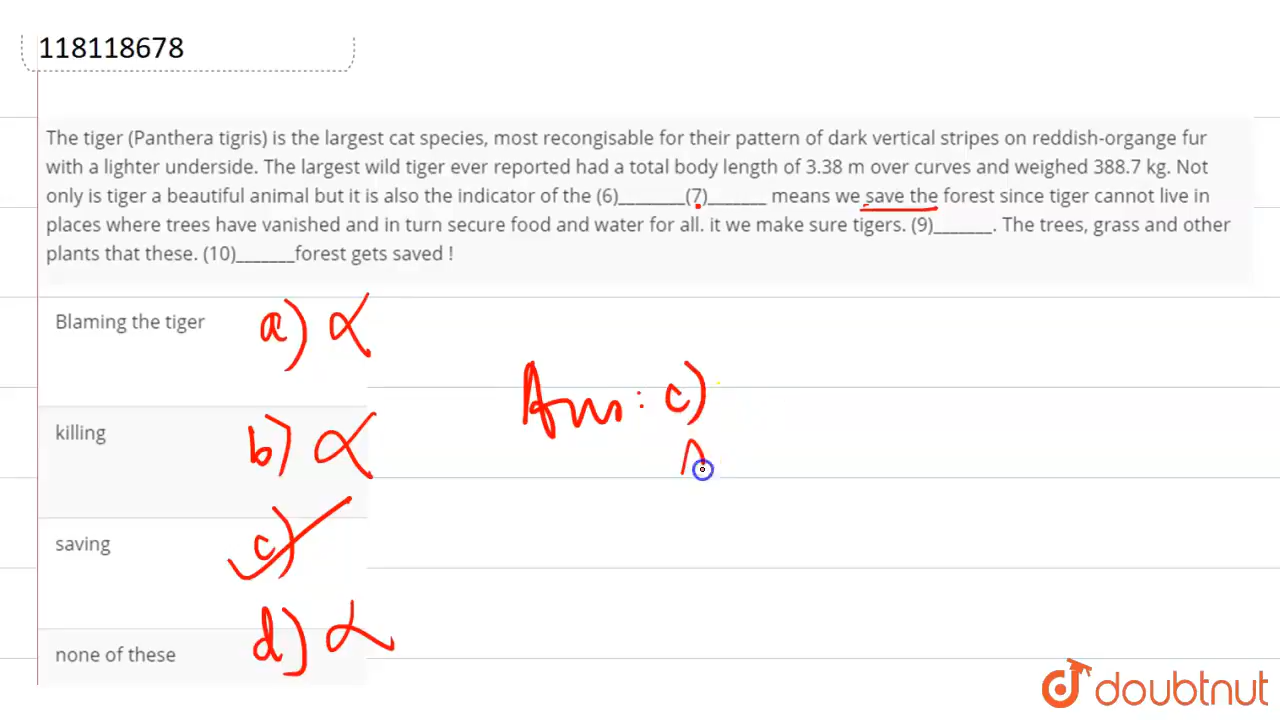 118118678
The tiger (Panthera tigris) is the largest cat species, most recongisable for their pattern of dark vertical stripes on reddish-organge fur
with a lighter underside. The largest wild tiger ever reported had a total body length of 3.38 m over curves and weighed 388.7 kg. Not
only is tiger a beautiful animal but it is also the indicator of the (6)_______(7)_______ means we save the forest since tiger cannot live in
places where trees have vanished and in turn secure food and water for all. it we make sure tigers. (9)_______. The trees, grass and other
plants that these. (10)_______forest gets saved !
Blaming the tiger a)
killing b)
saving c)
none of these d)
Ans: c)
doubtnut